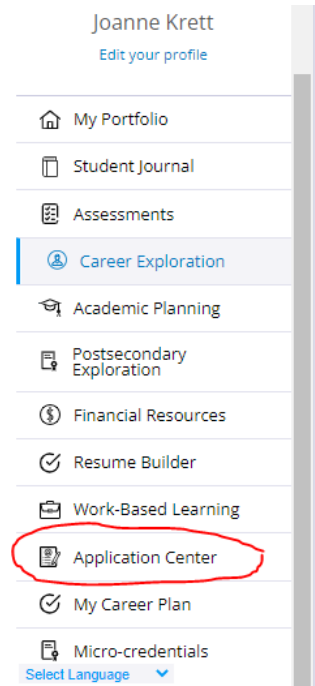 Joanne Krett
Edit your profile
My Portfolio
Student Journal
Assessments
Career Exploration
Academic Planning
Postsecondary
Exploration
Financial Resources
Resume Builder
Work-Based Learning
Application Center
My Career Plan
Micro-credentials
Select Language